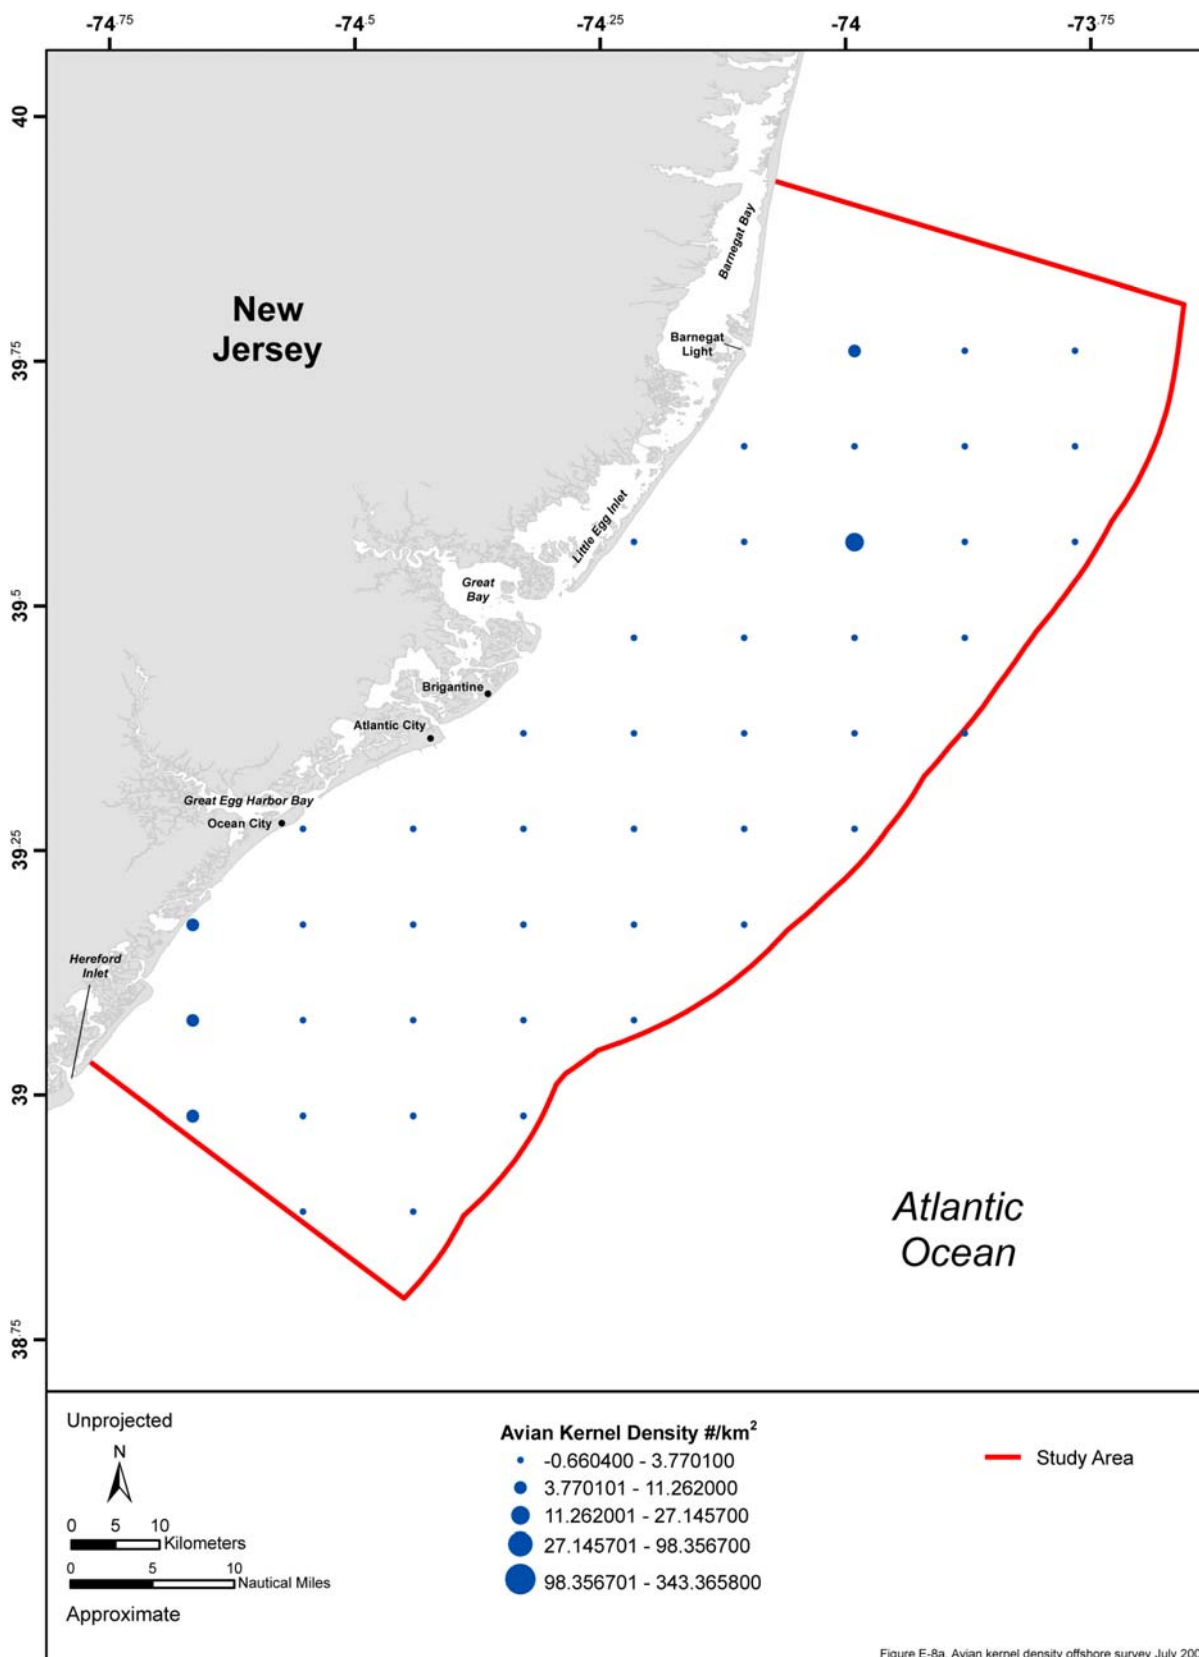 -74.75 -74.5 -74.25 -74 -73.75
40
39.75
39.5
39.25
39
38.75
New
Jersey
Barnegat Bay
Barnegat
Light
Little Egg Inlet
Great
Bay
Brigantine
Atlantic City
Great Egg Harbor Bay
Ocean City
Hereford
Inlet
Atlantic
Ocean
Unprojected
N
0 5 10
Kilometers
0 5 10
Nautical Miles
Approximate
Avian Kernel Density #/km²
-0.660400 - 3.770100
3.770101 - 11.262000
11.262001 - 27.145700
27.145701 - 98.356700
98.356701 - 343.365800
Study Area
Figure E-8a. Avian kernel density offshore survey July 200